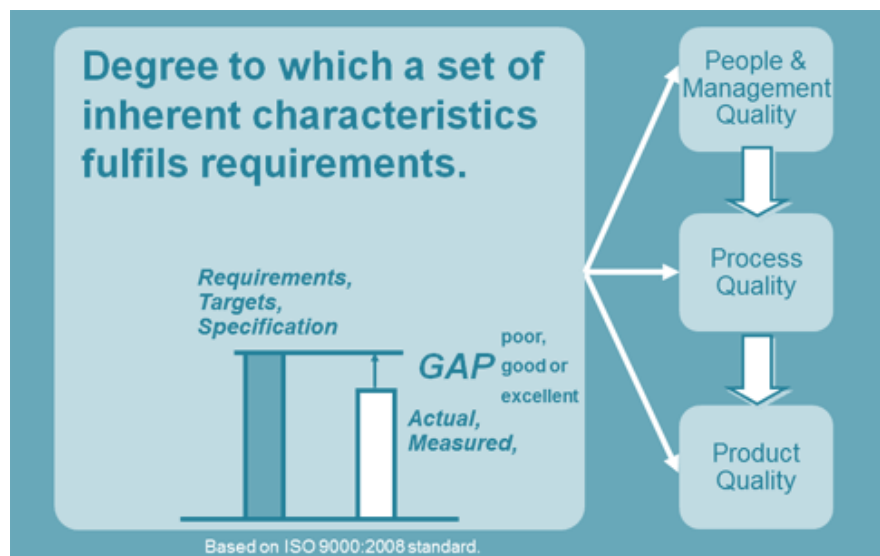 Degree to which a set of
inherent characteristics
fulfils requirements.
Requirements,
Targets,
Specification
GAP
poor,
good or
excellent
Actual,
Measured,
Based on ISO 9000:2008 standard.
People &
Management
Quality
Process
Quality
Product
Quality